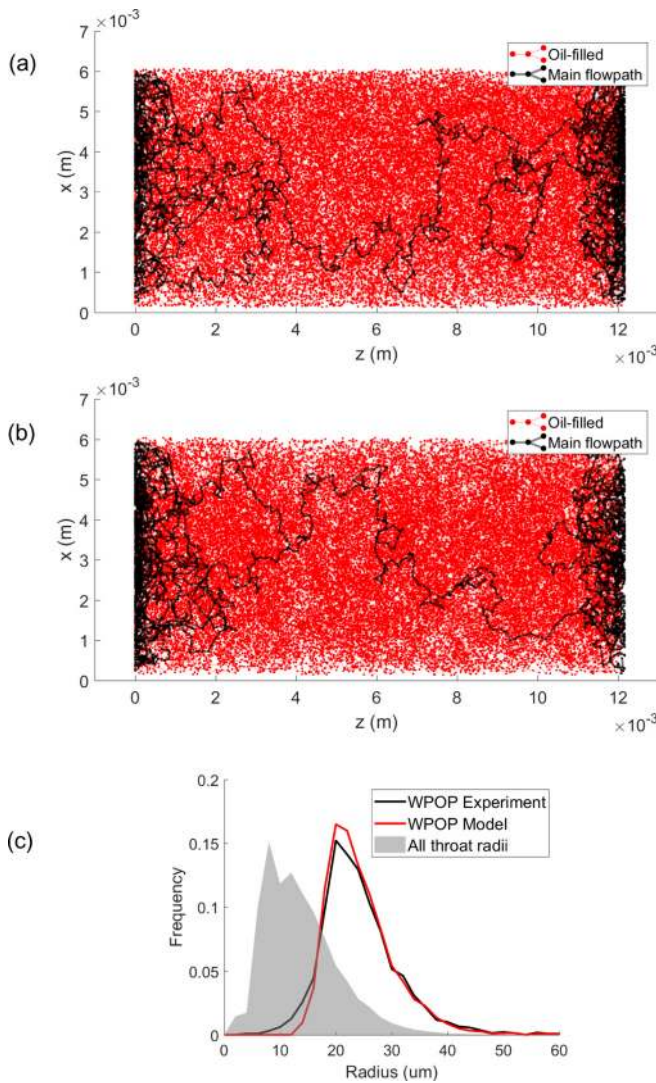 (a)
×10⁻³
7
6
5
4
3
2
1
0
x (m)
Oil-filled
Main flowpath
0 2 4 6 8 10 12
z (m)
×10⁻³
(b)
×10⁻³
7
6
5
4
3
2
1
0
x (m)
Oil-filled
Main flowpath
0 2 4 6 8 10 12
z (m)
×10⁻³
(c)
0.2
0.15
0.1
0.05
0
Frequency
WPOP Experiment
WPOP Model
All throat radii
0 10 20 30 40 50 60
Radius (um)